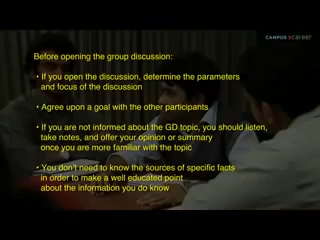 CAMPUS > career
Before opening the group discussion:
• If you open the discussion, determine the parameters
and focus of the discussion
• Agree upon a goal with the other participants
• If you are not informed about the GD topic, you should listen,
take notes, and offer your opinion or summary
once you are more familiar with the topic
• You don't need to know the sources of specific facts
in order to make a well educated point
about the information you do know